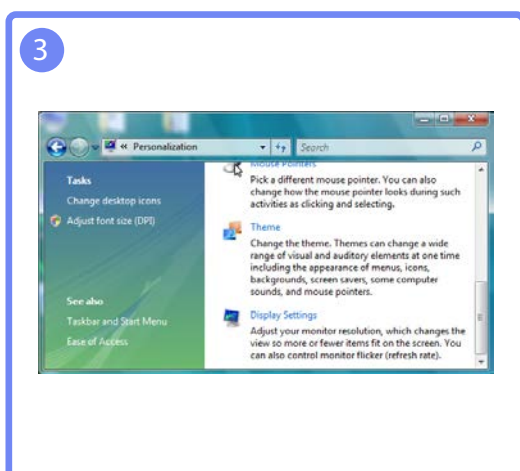 3
« Personalization
Search
Tasks
Change desktop icons
Adjust font size (DPI)
See also
Taskbar and Start Menu
Ease of Access
Mouse Pointers
Pick a different mouse pointer. You can also
change how the mouse pointer looks during such
activities as clicking and selecting.
Theme
Change the theme. Themes can change a wide
range of visual and auditory elements at one time
including the appearance of menus, icons,
backgrounds, screen savers, some computer
sounds, and mouse pointers.
Display Settings
Adjust your monitor resolution, which changes the
view so more or fewer items fit on the screen. You
can also control monitor flicker (refresh rate).